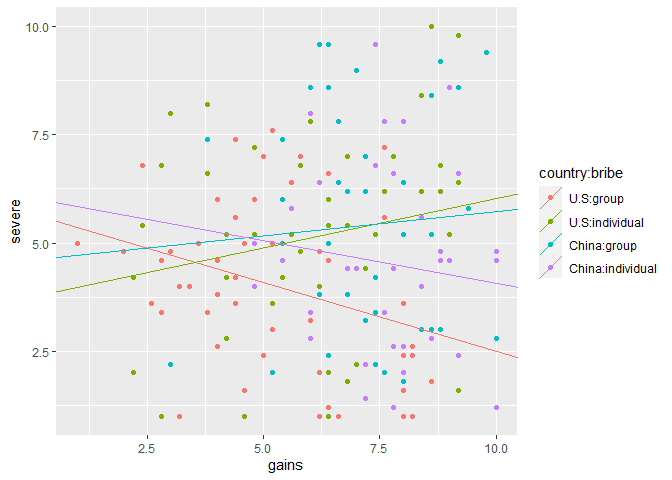 10.0
7.5
5.0
2.5
severe
2.5 5.0 7.5 10.0
gains
country:bribe
U.S:group
U.S:individual
China:group
China:individual